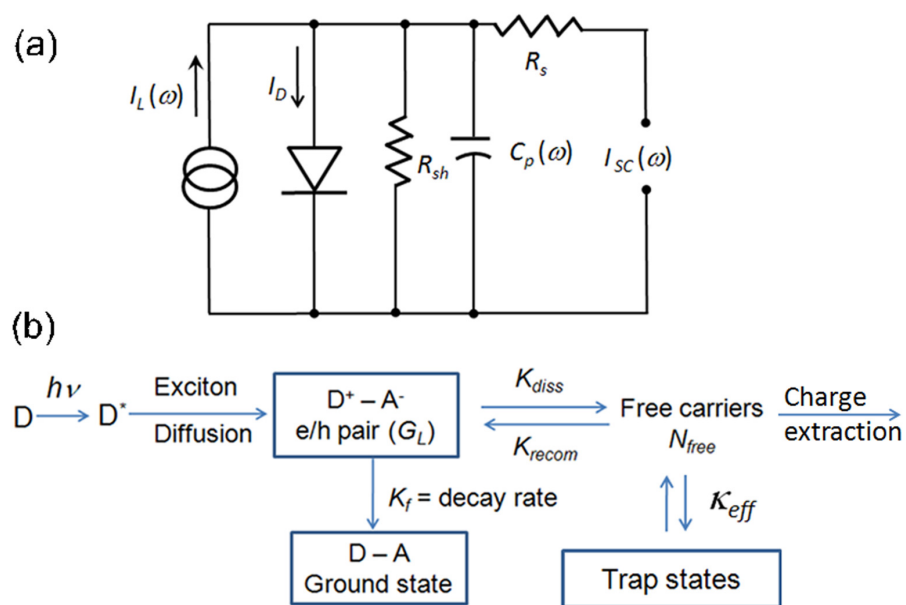 (a)
I_L(ω)
I_D
R_sh
C_p(ω)
R_s
I_SC(ω)
(b)
D
hν
D*
Exciton
Diffusion
D⁺ – A⁻
e/h pair (G_L)
K_diss
K_recom
Free carriers
N_free
Charge
extraction
K_f = decay rate
κ_eff
D – A
Ground state
Trap states